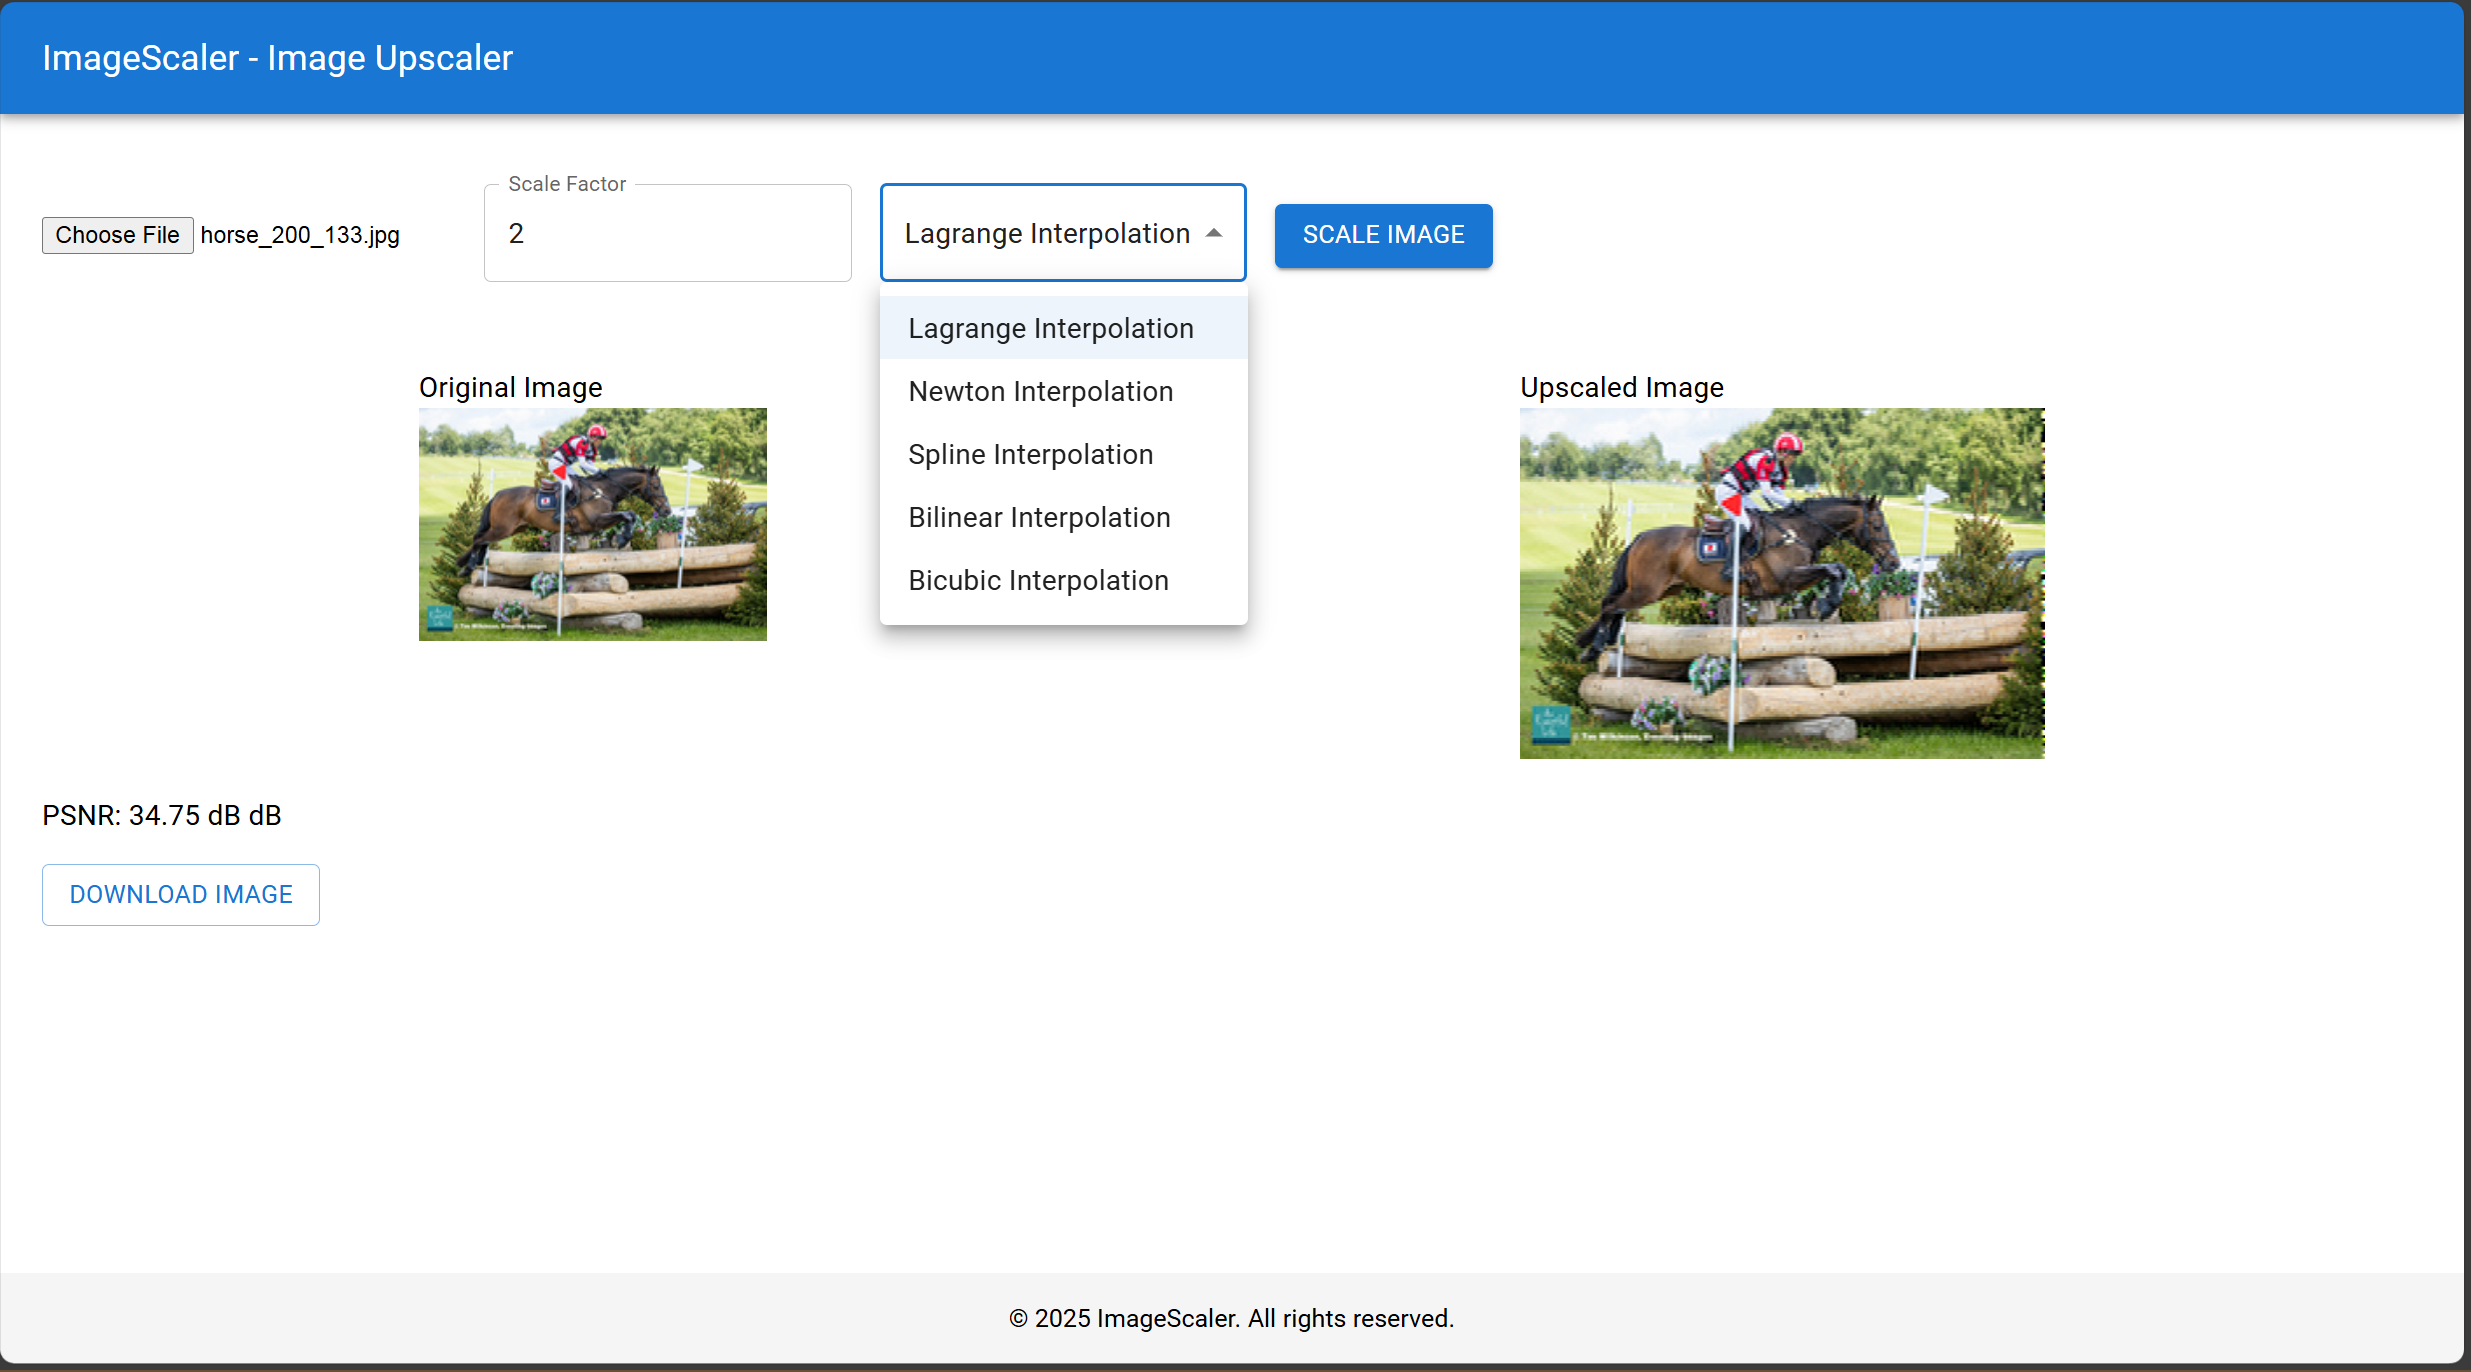 ImageScaler - Image Upscaler
Choose File horse_200_133.jpg
Scale Factor
2
Lagrange Interpolation
SCALE IMAGE
Lagrange Interpolation
Newton Interpolation
Spline Interpolation
Bilinear Interpolation
Bicubic Interpolation
Original Image
Upscaled Image
PSNR: 34.75 dB dB
DOWNLOAD IMAGE
© 2025 ImageScaler. All rights reserved.